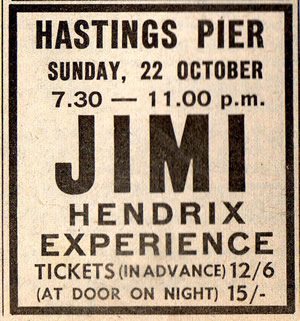 HASTINGS PIER
SUNDAY, 22 OCTOBER
7.30 — 11.00 p.m.
JIMI
HENDRIX
EXPERIENCE
TICKETS (IN ADVANCE) 12/6
(AT DOOR ON NIGHT) 15/-